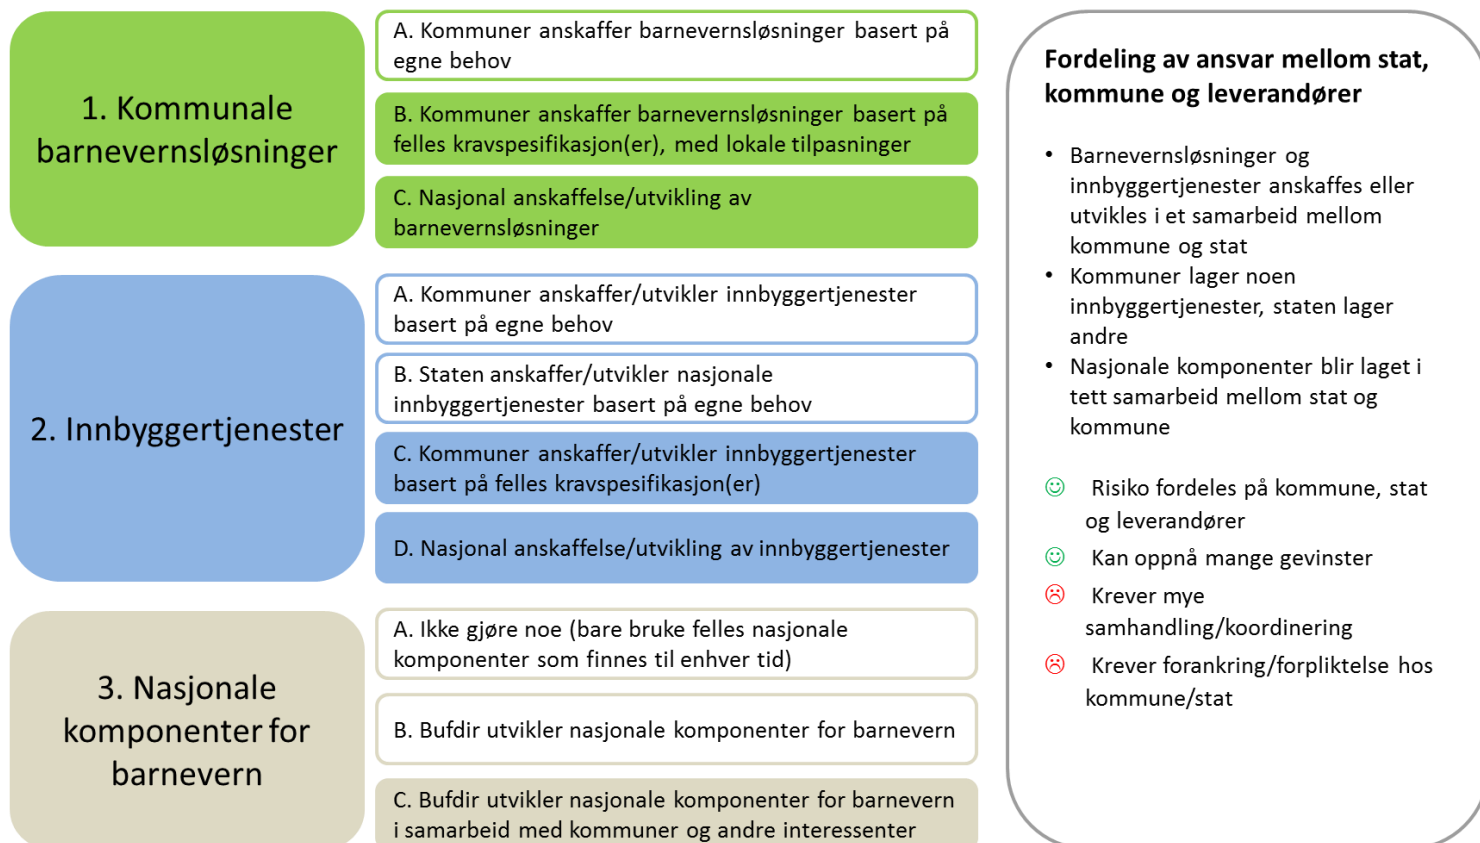 1. Kommunale
barnevernsløsninger
A. Kommuner anskaffer barnevernsløsninger basert på
egne behov
B. Kommuner anskaffer barnevernsløsninger basert på
felles kravspesifikasjon(er), med lokale tilpasninger
C. Nasjonal anskaffelse/utvikling av
barnevernsløsninger
2. Innbyggertjenester
A. Kommuner anskaffer/utvikler innbyggertjenester
basert på egne behov
B. Staten anskaffer/utvikler nasjonale
innbyggertjenester basert på egne behov
C. Kommuner anskaffer/utvikler innbyggertjenester
basert på felles kravspesifikasjon(er)
D. Nasjonal anskaffelse/utvikling av innbyggertjenester
3. Nasjonale
komponenter for
barnevern
A. Ikke gjøre noe (bare bruke felles nasjonale
komponenter som finnes til enhver tid)
B. Bufdir utvikler nasjonale komponenter for barnevern
C. Bufdir utvikler nasjonale komponenter for barnevern
i samarbeid med kommuner og andre interessenter
Fordeling av ansvar mellom stat,
kommune og leverandører
• Barnevernsløsninger og
innbyggertjenester anskaffes eller
utvikles i et samarbeid mellom
kommune og stat
• Kommuner lager noen
innbyggertjenester, staten lager
andre
• Nasjonale komponenter blir laget i
tett samarbeid mellom stat og
kommune
Risiko fordeles på kommune, stat
og leverandører
Kan oppnå mange gevinster
Krever mye
samhandling/koordinering
Krever forankring/forpliktelse hos
kommune/stat